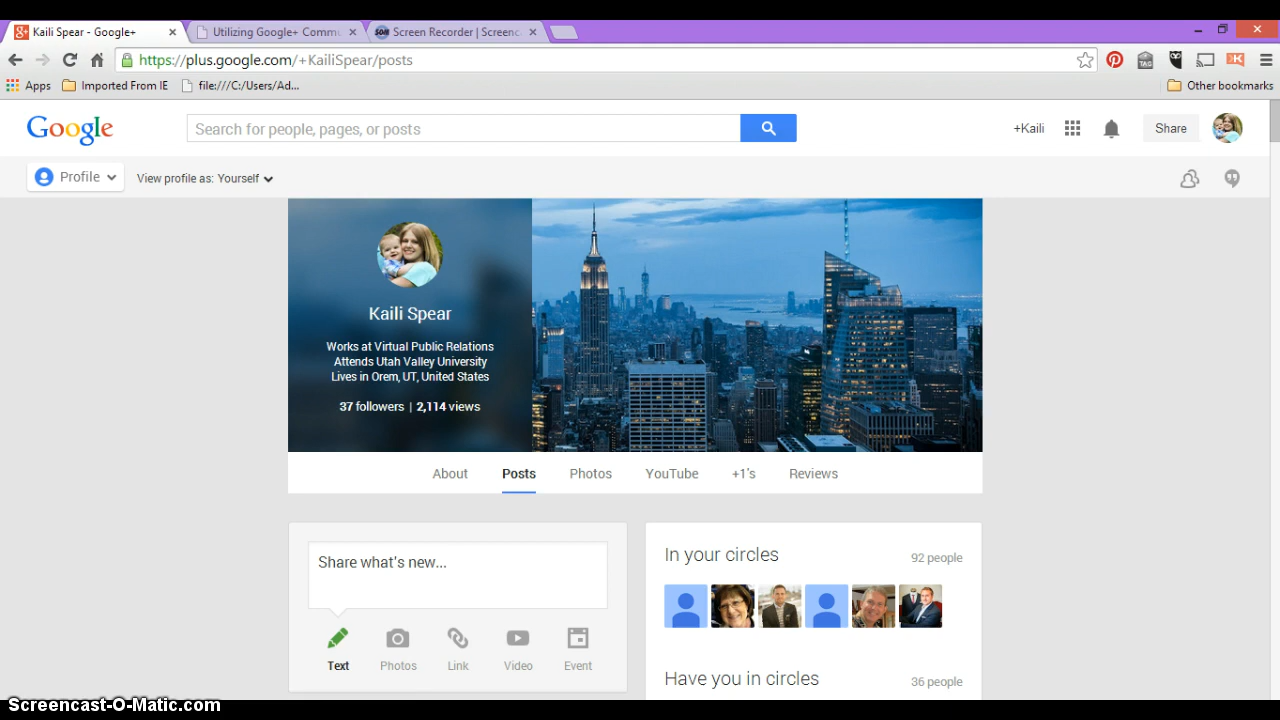 Kaili Spear - Google+
Utilizing Google+ Commu
Screen Recorder | Screenc
https://plus.google.com/+KailiSpear/posts
Apps
Imported From IE
file:///C:/Users/Ad...
Other bookmarks
Google
Search for people, pages, or posts
+Kaili
Share
Profile
View profile as: Yourself
Kaili Spear
Works at Virtual Public Relations
Attends Utah Valley University
Lives in Orem, UT, United States
37 followers | 2,114 views
About Posts Photos YouTube +1's Reviews
Share what's new...
Text Photos Link Video Event
In your circles
92 people
Have you in circles
36 people
Screencast-O-Matic.com